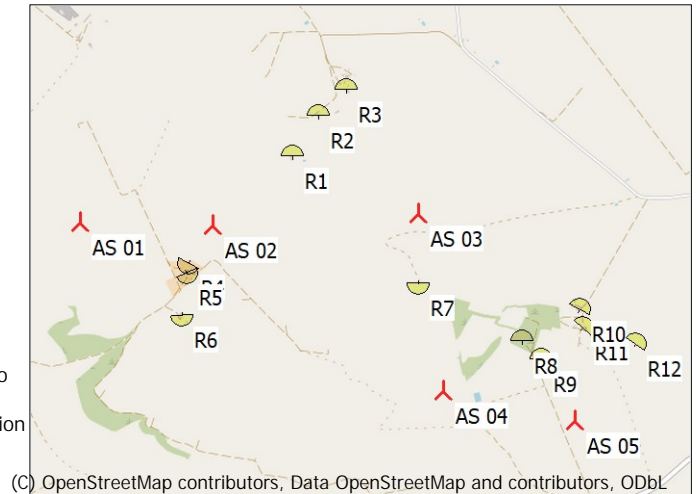 R3
R2
R1
AS 03
AS 01
AS 02
R5
R7
R6
R10
R11
R12
R8
R9
o
AS 04
ion
AS 05
(C) OpenStreetMap contributors, Data OpenStreetMap and contributors, ODbL